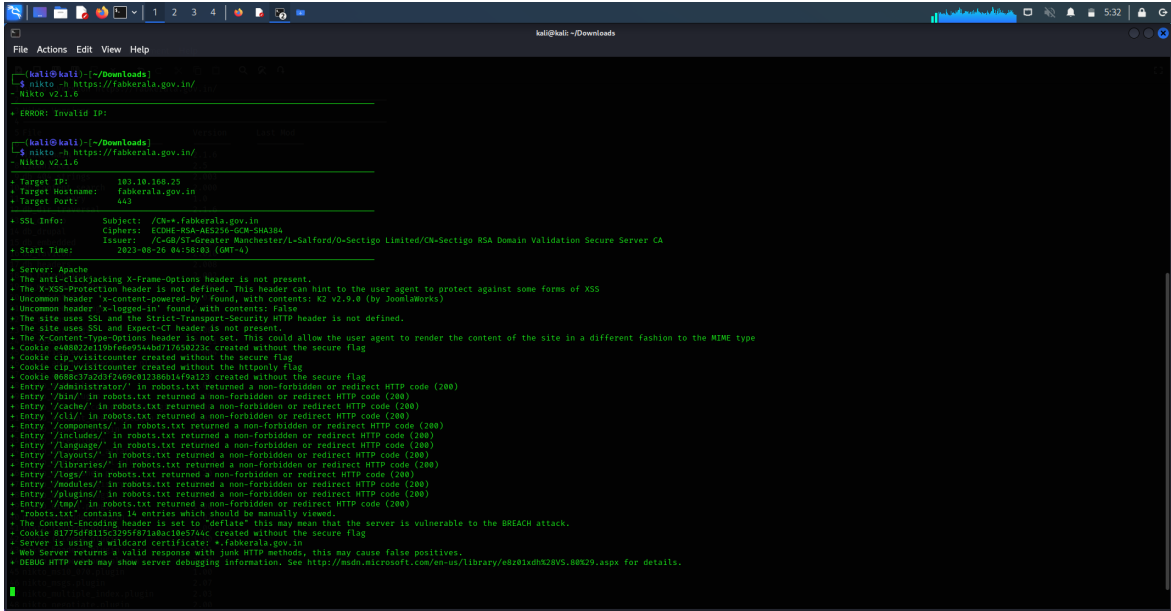 1 2 3 4
5:32
kali@kali: ~/Downloads
File Actions Edit View Help
(kali㉿kali)-[~/Downloads]
$ nikto -h https://fabkerala.gov.in/
- Nikto v2.1.6
+ ERROR: Invalid IP:
(kali㉿kali)-[~/Downloads]
$ nikto -h https://fabkerala.gov.in/
- Nikto v2.1.6
+ Target IP: 103.10.168.25
+ Target Hostname: fabkerala.gov.in
+ Target Port: 443
+ SSL Info: Subject: /CN=*.fabkerala.gov.in
Ciphers: ECDHE-RSA-AES256-GCM-SHA384
Issuer: /C=GB/ST=Greater Manchester/L=Salford/O=Sectigo Limited/CN=Sectigo RSA Domain Validation Secure Server CA
+ Start Time: 2023-08-26 04:58:03 (GMT-4)
+ Server: Apache
+ The anti-clickjacking X-Frame-Options header is not present.
+ The X-XSS-Protection header is not defined. This header can hint to the user agent to protect against some forms of XSS
+ Uncommon header 'x-content-powered-by' found, with contents: K2 v2.9.0 (by JoomlaWorks)
+ Uncommon header 'x-logged-in' found, with contents: False
+ The site uses SSL and the Strict-Transport-Security HTTP header is not defined.
+ The site uses SSL and Expect-CT header is not present.
+ The X-Content-Type-Options header is not set. This could allow the user agent to render the content of the site in a different fashion to the MIME type
+ Cookie e408022e119bfe6e9544bd717650223c created without the secure flag
+ Cookie cip_vvisitcounter created without the secure flag
+ Cookie cip_vvisitcounter created without the httponly flag
+ Cookie 0688c37a2d3f2469c012386b14f9a123 created without the secure flag
+ Entry '/administrator/' in robots.txt returned a non-forbidden or redirect HTTP code (200)
+ Entry '/bin/' in robots.txt returned a non-forbidden or redirect HTTP code (200)
+ Entry '/cache/' in robots.txt returned a non-forbidden or redirect HTTP code (200)
+ Entry '/cli/' in robots.txt returned a non-forbidden or redirect HTTP code (200)
+ Entry '/components/' in robots.txt returned a non-forbidden or redirect HTTP code (200)
+ Entry '/includes/' in robots.txt returned a non-forbidden or redirect HTTP code (200)
+ Entry '/language/' in robots.txt returned a non-forbidden or redirect HTTP code (200)
+ Entry '/layouts/' in robots.txt returned a non-forbidden or redirect HTTP code (200)
+ Entry '/libraries/' in robots.txt returned a non-forbidden or redirect HTTP code (200)
+ Entry '/logs/' in robots.txt returned a non-forbidden or redirect HTTP code (200)
+ Entry '/modules/' in robots.txt returned a non-forbidden or redirect HTTP code (200)
+ Entry '/plugins/' in robots.txt returned a non-forbidden or redirect HTTP code (200)
+ Entry '/tmp/' in robots.txt returned a non-forbidden or redirect HTTP code (200)
+ "robots.txt" contains 14 entries which should be manually viewed.
+ The Content-Encoding header is set to "deflate" this may mean that the server is vulnerable to the BREACH attack.
+ Cookie 81775df8115c3295f871a0ac10e5744c created without the secure flag
+ Server is using a wildcard certificate: *.fabkerala.gov.in
+ Web Server returns a valid response with junk HTTP methods, this may cause false positives.
+ DEBUG HTTP verb may show server debugging information. See http://msdn.microsoft.com/en-us/library/e8z01xdh%28VS.80%29.aspx for details.